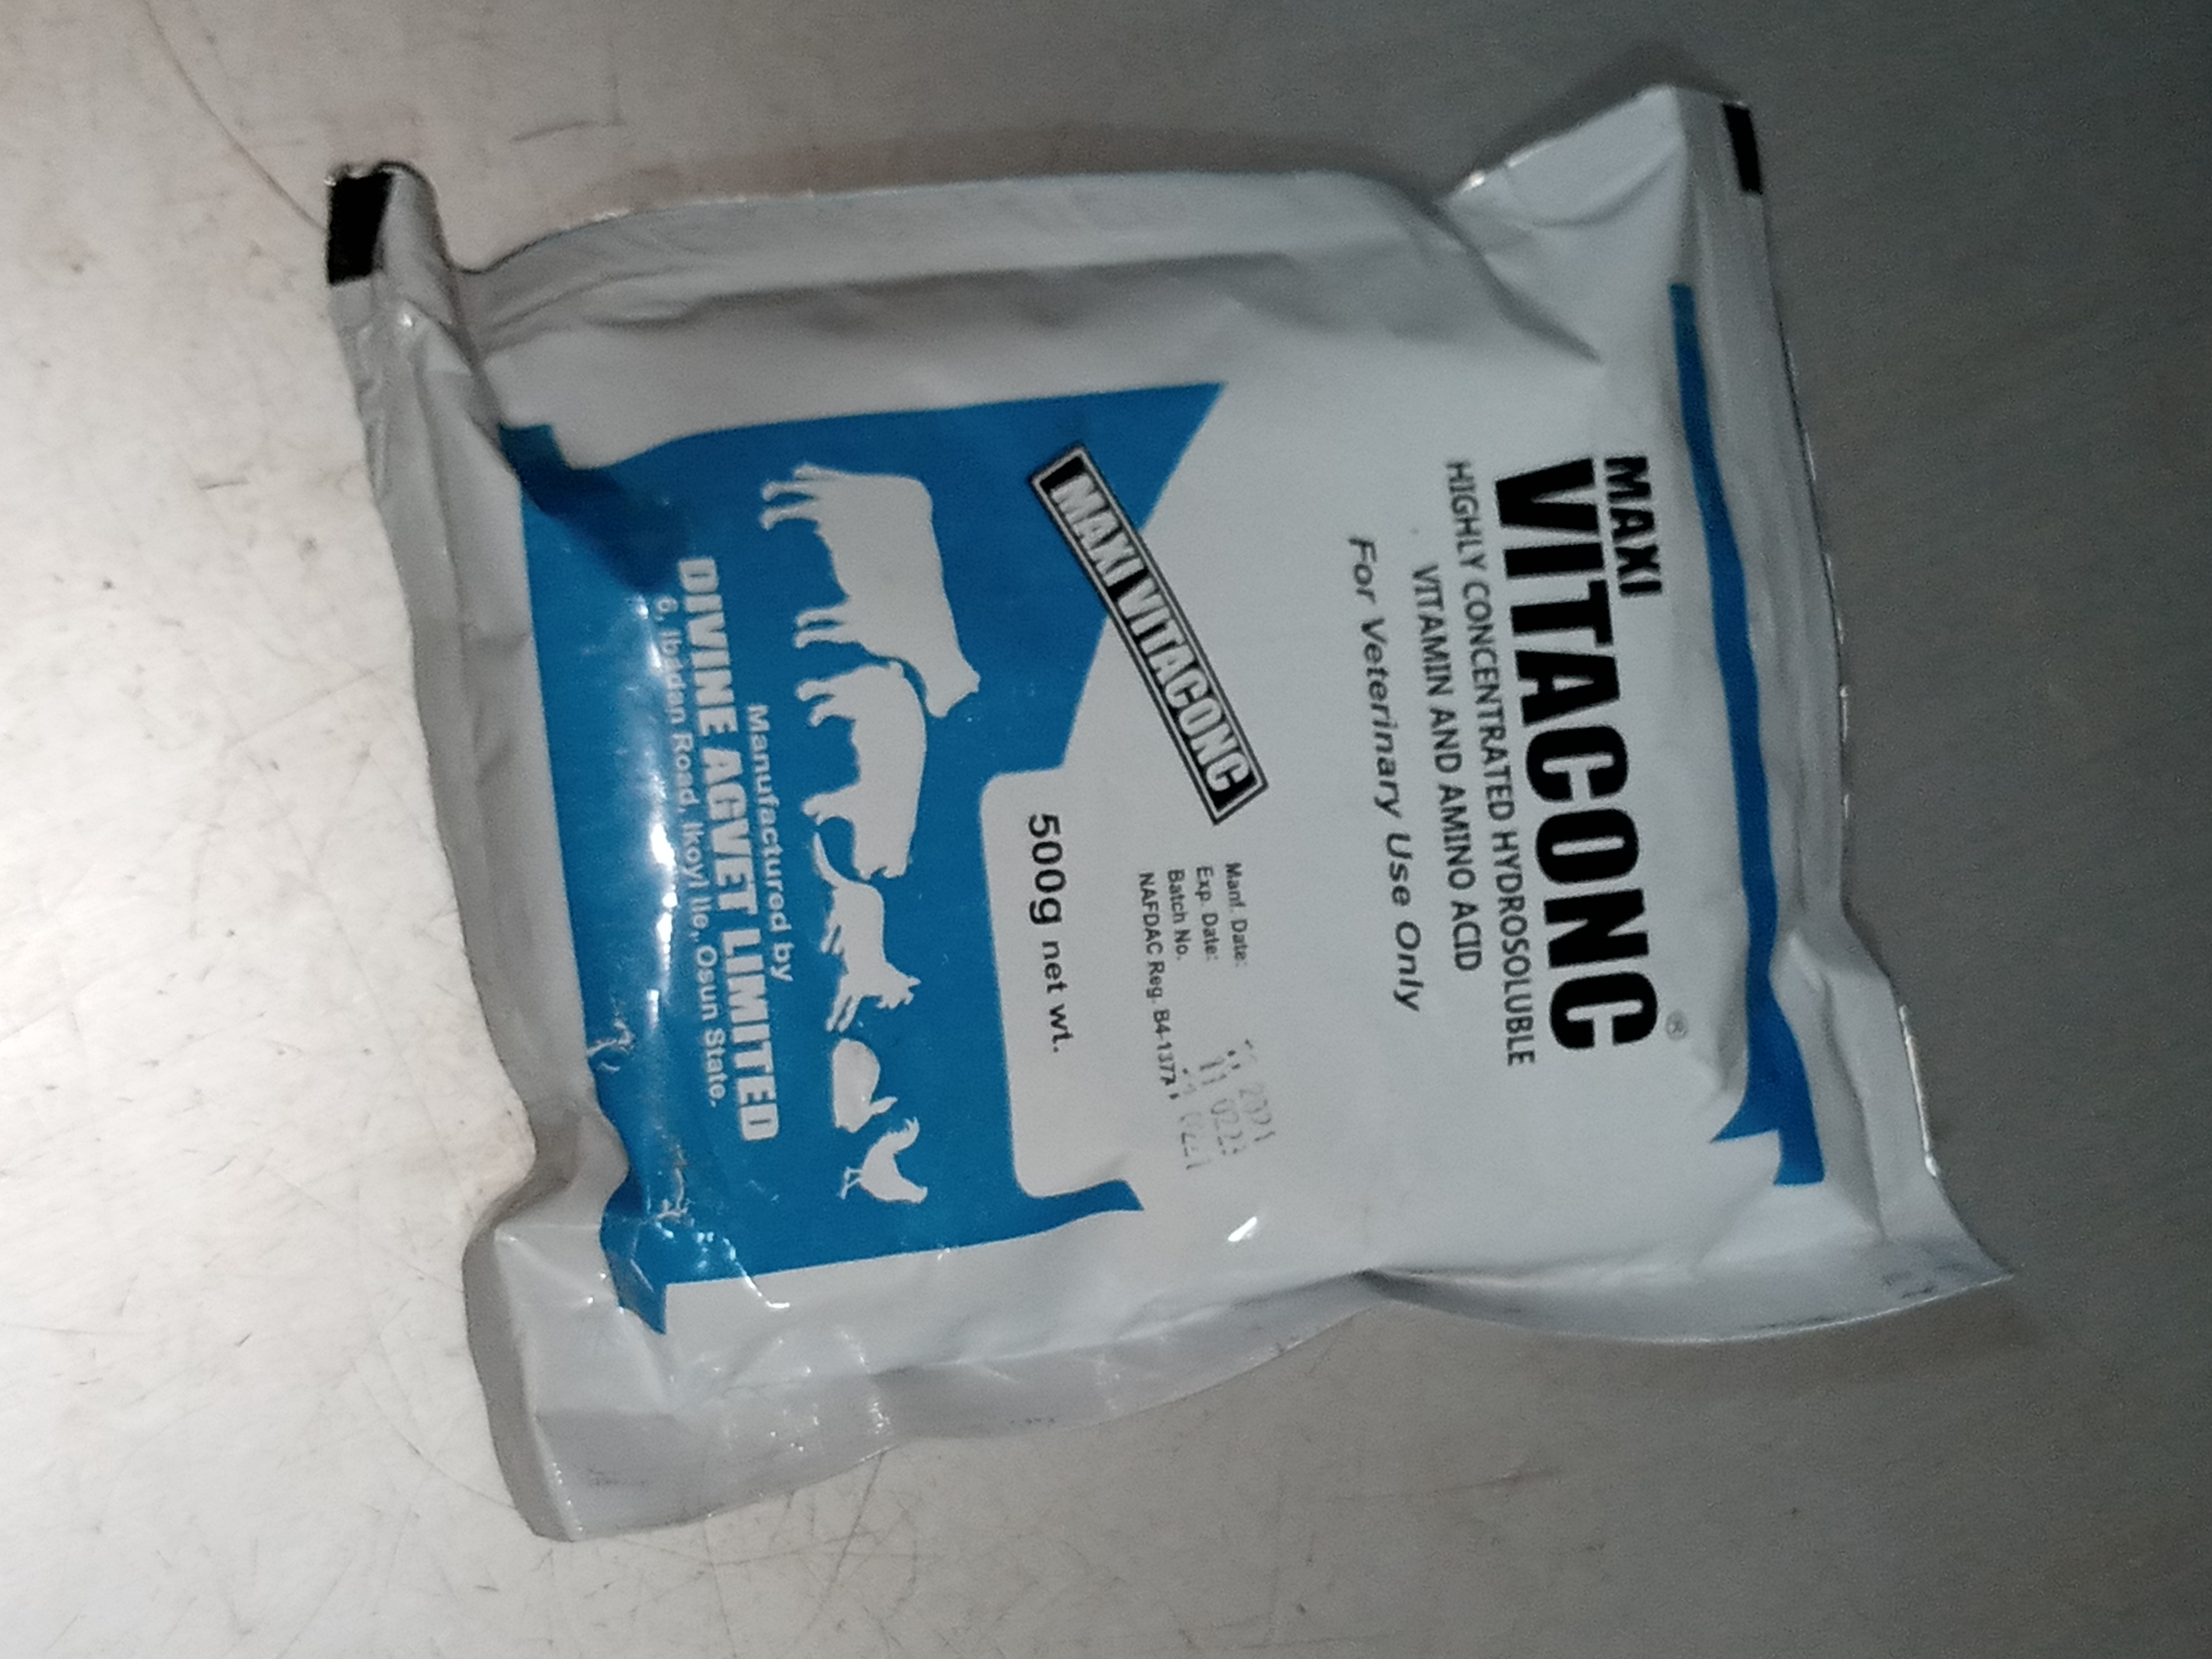 MAXI
VITACONC®
HIGHLY CONCENTRATED HYDROSOLUBLE
VITAMIN AND AMINO ACID
For Veterinary Use Only
MAXI VITACONC
Manf. Date:
Exp. Date:
Batch No.
NAFDAC Reg. B4-1377
500g net wt.
Manufactured by
DIVINE AGVET LIMITED
6, Ibadan Road, Ikoyi Ile, Osun State.